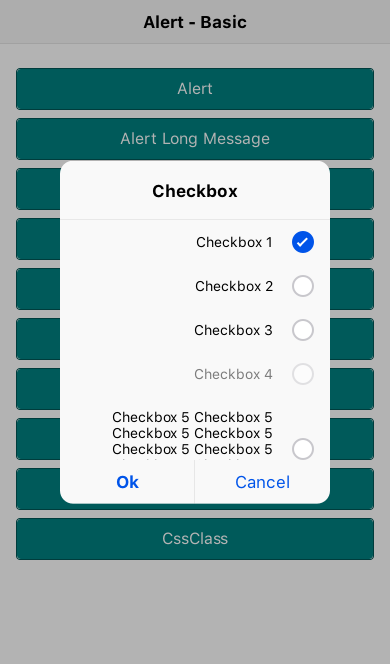 Alert - Basic
Alert
Alert Long Message
Checkbox
Checkbox 1
Checkbox 2
Checkbox 3
Checkbox 4
Checkbox 5 Checkbox 5
Checkbox 5 Checkbox 5
Checkbox 5 Checkbox 5
Ok
Cancel
CssClass